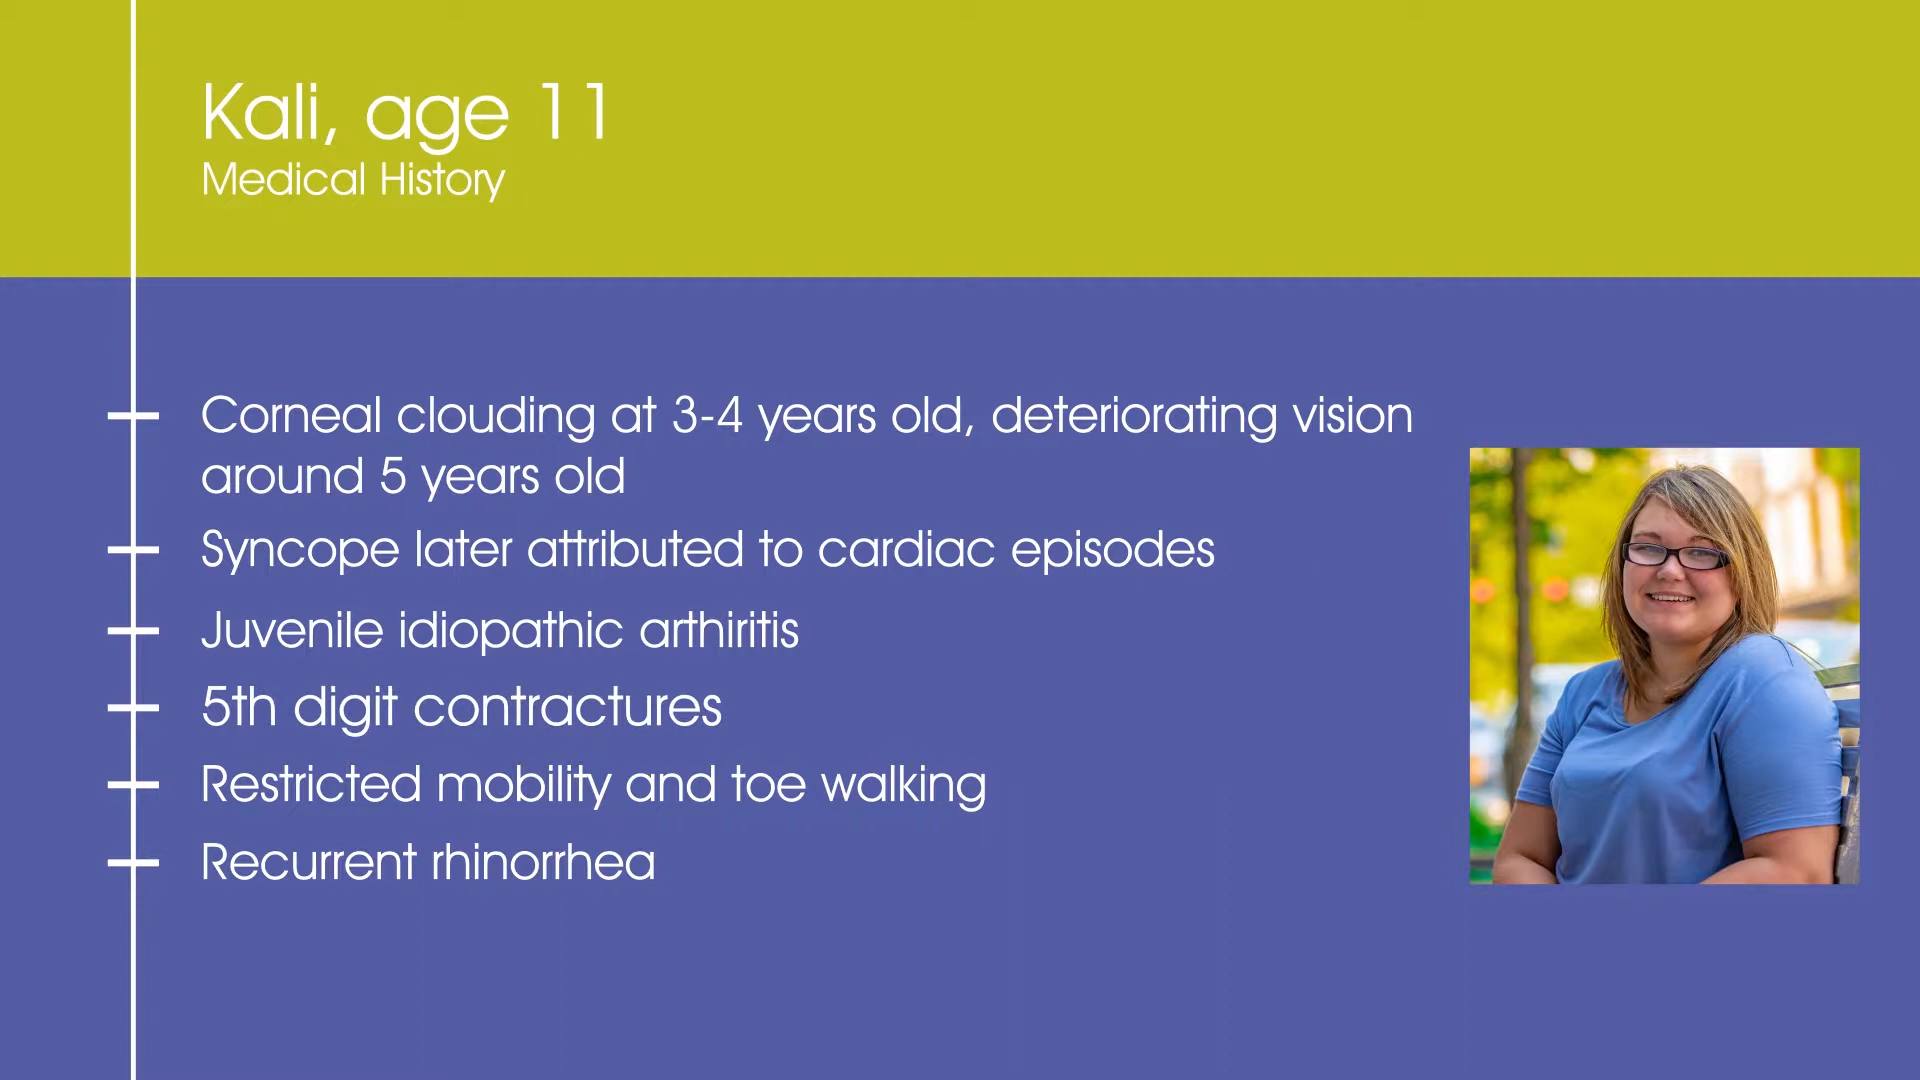 Kali, age 11
Medical History
Corneal clouding at 3-4 years old, deteriorating vision
around 5 years old
Syncope later attributed to cardiac episodes
Juvenile idiopathic arthiritis
5th digit contractures
Restricted mobility and toe walking
Recurrent rhinorrhea